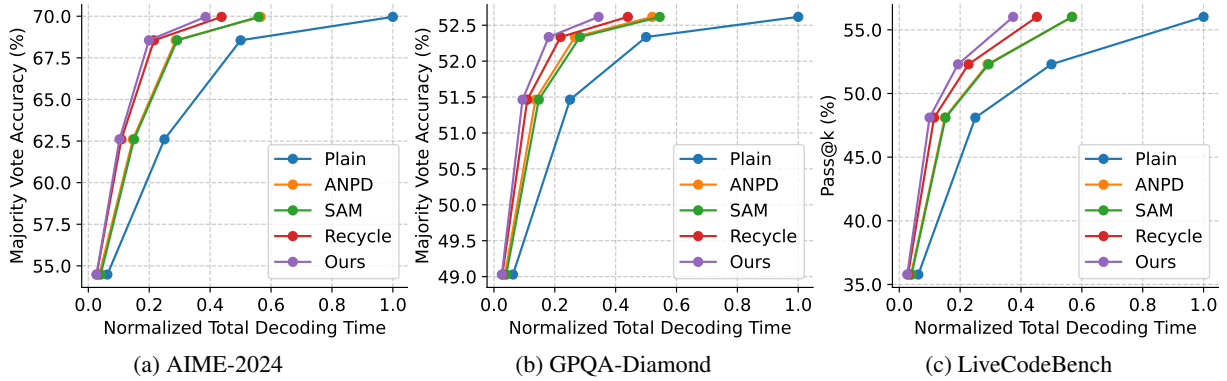 Majority Vote Accuracy (%)
70.0
67.5
65.0
62.5
60.0
57.5
55.0
0.0 0.2 0.4 0.6 0.8 1.0
Normalized Total Decoding Time
Plain
ANPD
SAM
Recycle
Ours
(a) AIME-2024
Majority Vote Accuracy (%)
52.5
52.0
51.5
51.0
50.5
50.0
49.5
49.0
0.0 0.2 0.4 0.6 0.8 1.0
Normalized Total Decoding Time
Plain
ANPD
SAM
Recycle
Ours
(b) GPQA-Diamond
Pass@k (%)
55.0
50.0
45.0
40.0
35.0
0.0 0.2 0.4 0.6 0.8 1.0
Normalized Total Decoding Time
Plain
ANPD
SAM
Recycle
Ours
(c) LiveCodeBench